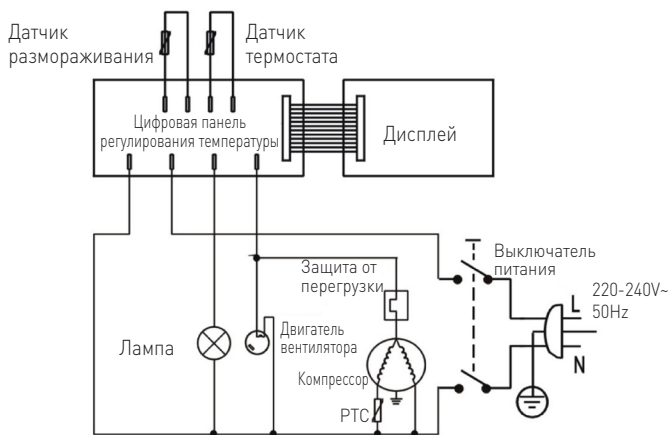 Датчик
размораживания
Датчик
термостата
Цифровая панель
регулирования температуры
Дисплей
Выключатель
питания
Защита от
перегрузки
220-240V~
50Hz
L
N
Лампа
Двигатель
вентилятора
Компрессор
РТС